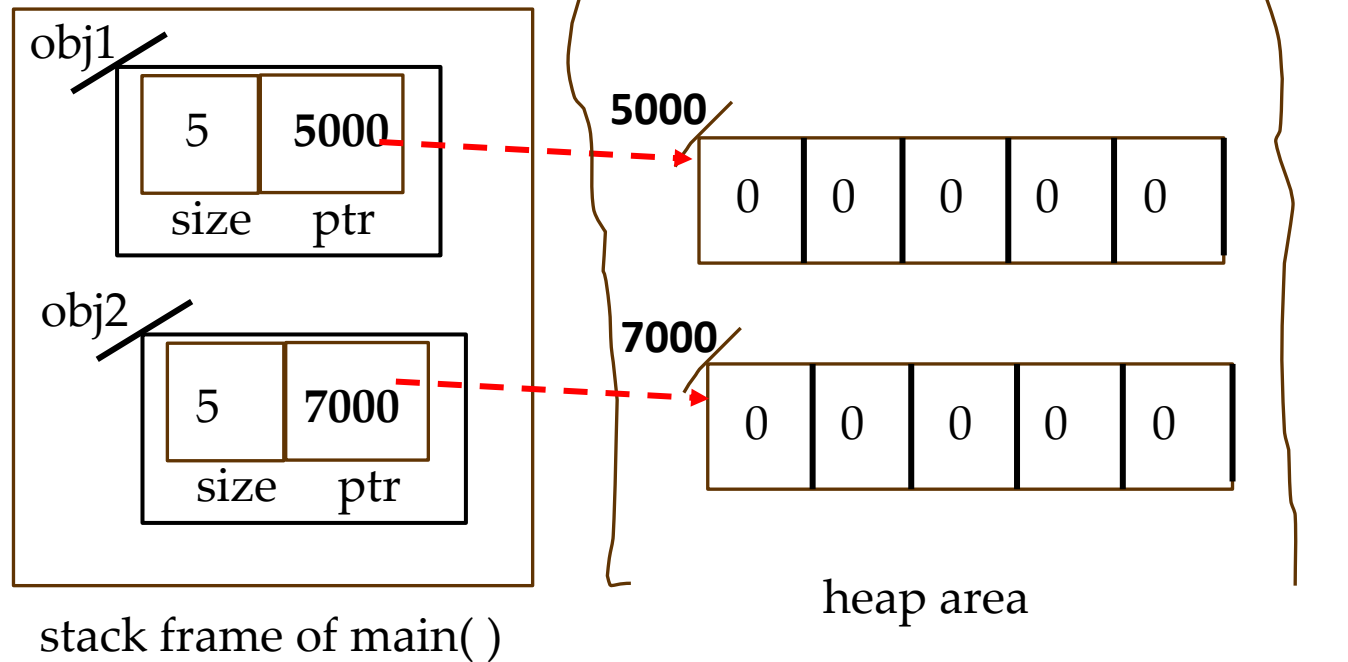 obj1
5 5000
size ptr
5000
0 0 0 0 0
obj2
5 7000
size ptr
7000
0 0 0 0 0
stack frame of main( )
heap area